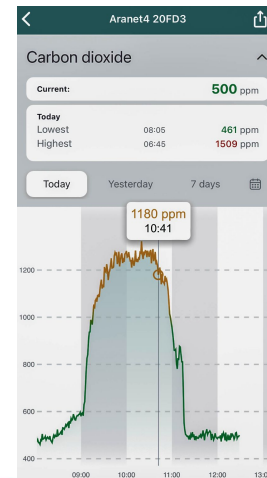 Aranet4 20FD3
Carbon dioxide
Current: 500 ppm
Today
Lowest 08:05 461 ppm
Highest 06:45 1509 ppm
Today Yesterday 7 days
1180 ppm
10:41
1200
1000
800
600
400
09:00 10:00 11:00 12:00 13:0